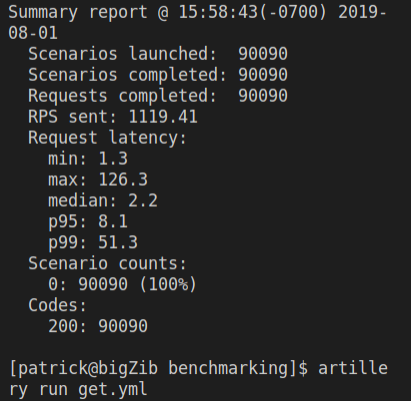 Summary report @ 15:58:43(-0700) 2019-
08-01
Scenarios launched:  90090
Scenarios completed: 90090
Requests completed:  90090
RPS sent: 1119.41
Request latency:
min: 1.3
max: 126.3
median: 2.2
p95: 8.1
p99: 51.3
Scenario counts:
0: 90090 (100%)
Codes:
200: 90090
[patrick@bigZib benchmarking]$ artille
ry run get.yml